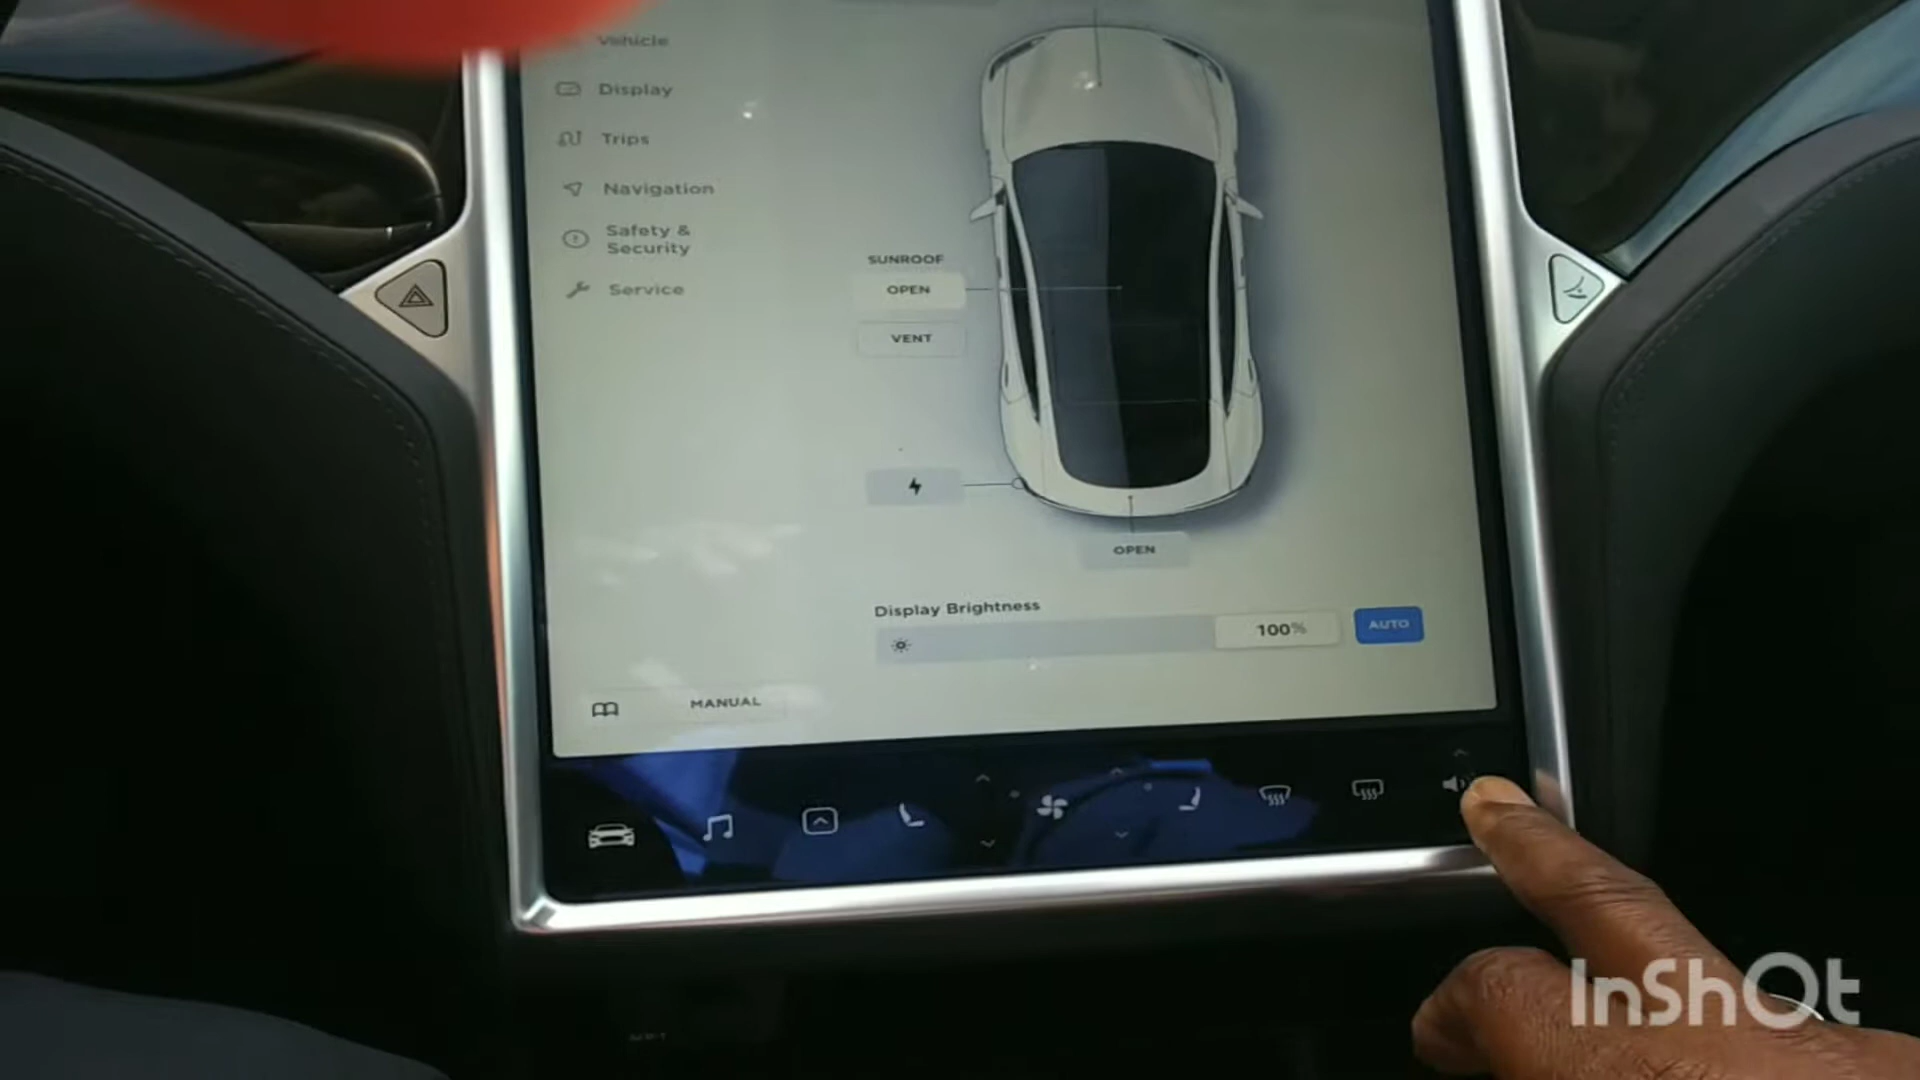 Vehicle
Display
Trips
Navigation
Safety &
Security
Service
SUNROOF
OPEN
VENT
OPEN
Display Brightness
100%
AUTO
MANUAL
InShOt